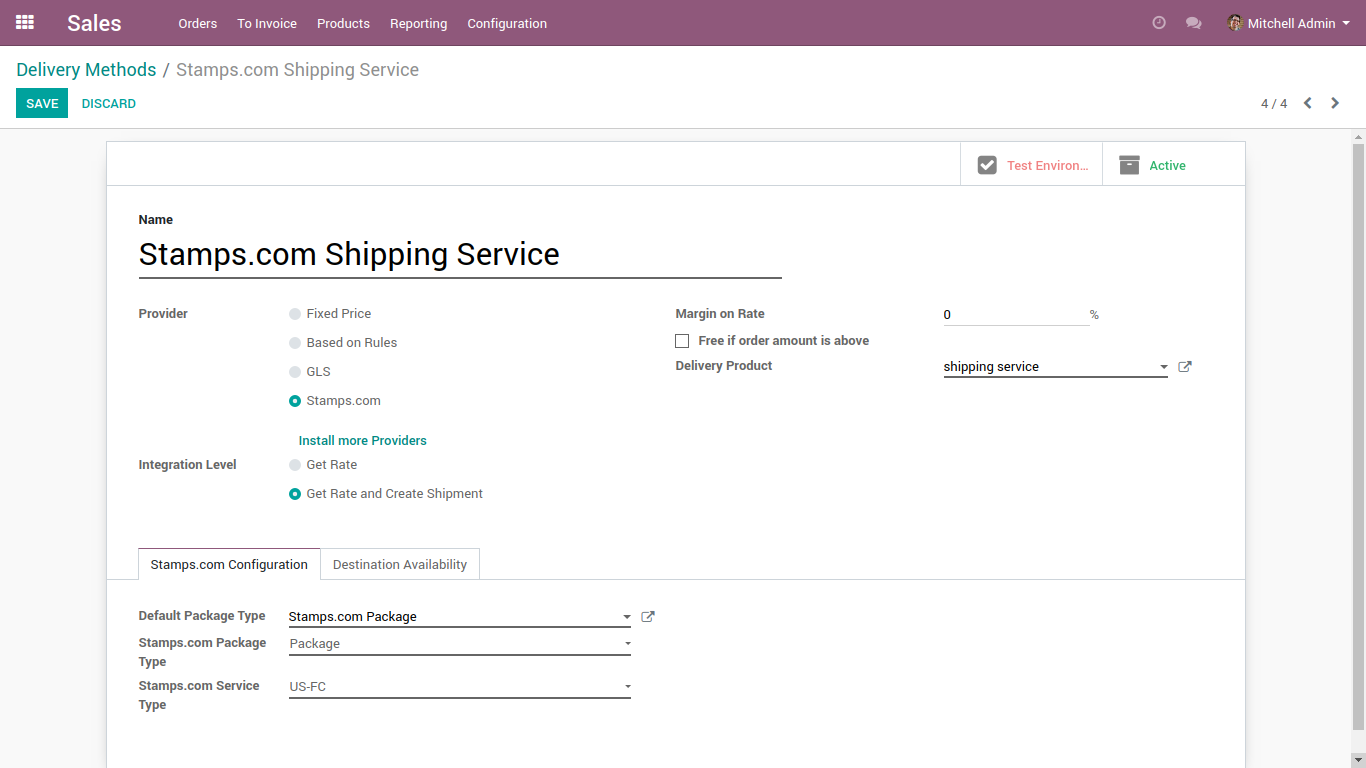 Sales Orders To Invoice Products Reporting Configuration Mitchell Admin
Delivery Methods / Stamps.com Shipping Service
SAVE DISCARD 4 / 4
Test Environ... Active
Name
Stamps.com Shipping Service
Provider Fixed Price Margin on Rate 0 %
Based on Rules Free if order amount is above
GLS Delivery Product shipping service
Stamps.com
Install more Providers
Integration Level Get Rate
Get Rate and Create Shipment
Stamps.com Configuration Destination Availability
Default Package Type Stamps.com Package
Stamps.com Package Package
Type
Stamps.com Service US-FC
Type